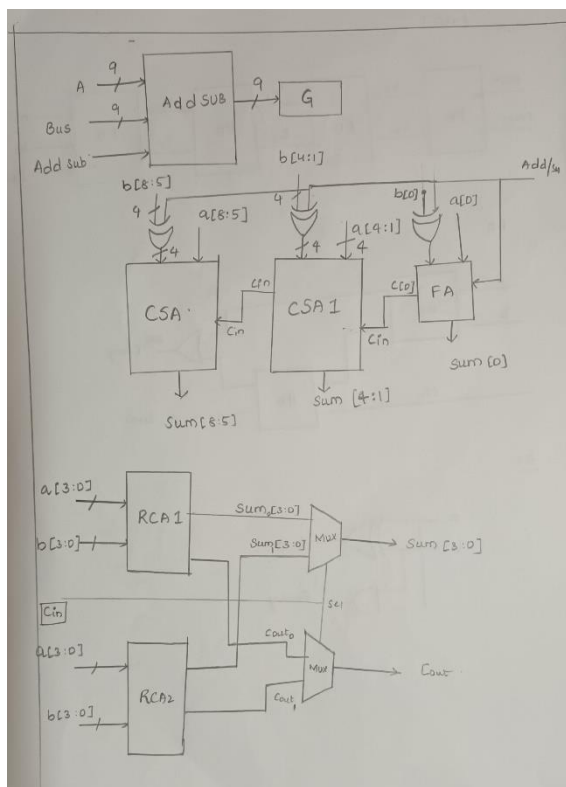 9
A
9
Bus
Add sub
Add SUB
9
G
Add/su
b[8:5]
4
a[8:5]
4
b[4:1]
4
a[4:1]
4
4
b[0]
a[0]
CSA
Cin
Cin
CSA 1
C[0]
Cin
FA
Sum[8:5]
Sum [4:1]
Sum [0]
a[3:0]
b[3:0]
RCA 1
Sum0[3:0]
Sum1[3:0]
Mux
Sum [3:0]
Cin
Sel
a[3:0]
b[3:0]
RCA2
Cout0
Cout1
Mux
Cout